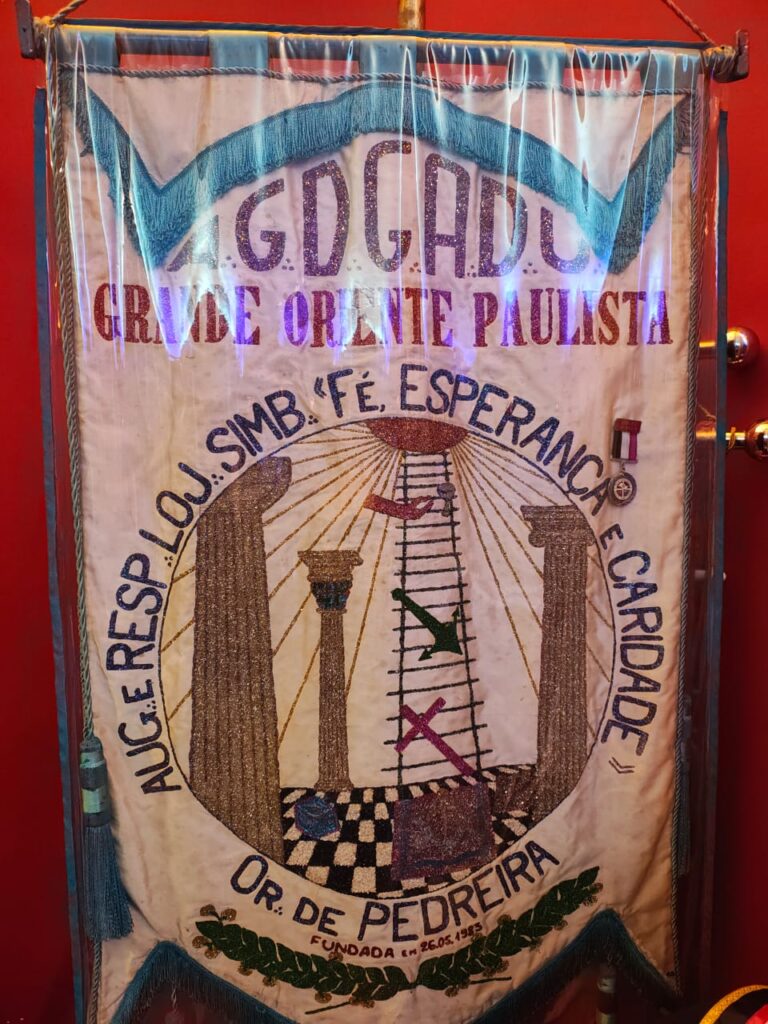 A∴G∴D∴G∴A∴D∴U∴
GRANDE ORIENTE PAULISTA
AUG∴ E RESP∴ LOJ∴ SIMB∴ «FÉ, ESPERANÇA E CARIDADE»
OR∴ DE PEDREIRA
FUNDADA EM 26.05.1983